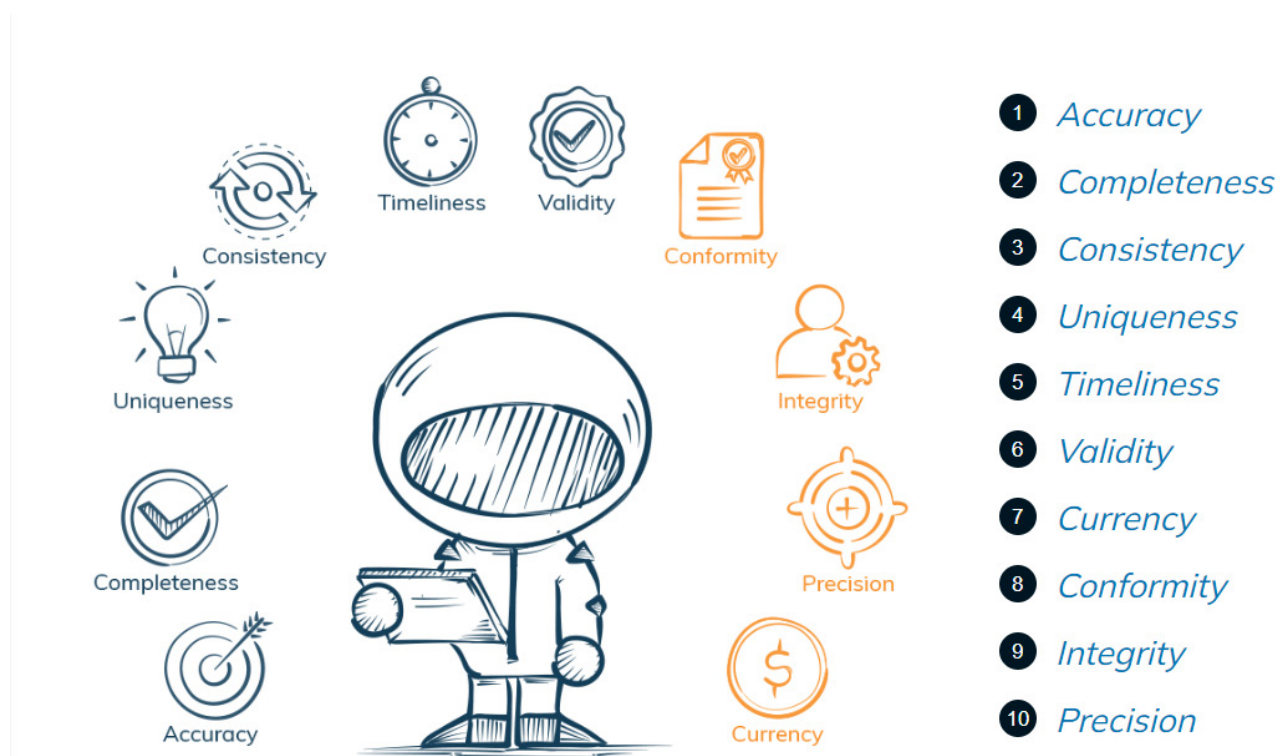 Timeliness
Validity
Consistency
Conformity
Uniqueness
Integrity
Completeness
Precision
Accuracy
Currency
$
1 Accuracy
2 Completeness
3 Consistency
4 Uniqueness
5 Timeliness
6 Validity
7 Currency
8 Conformity
9 Integrity
10 Precision